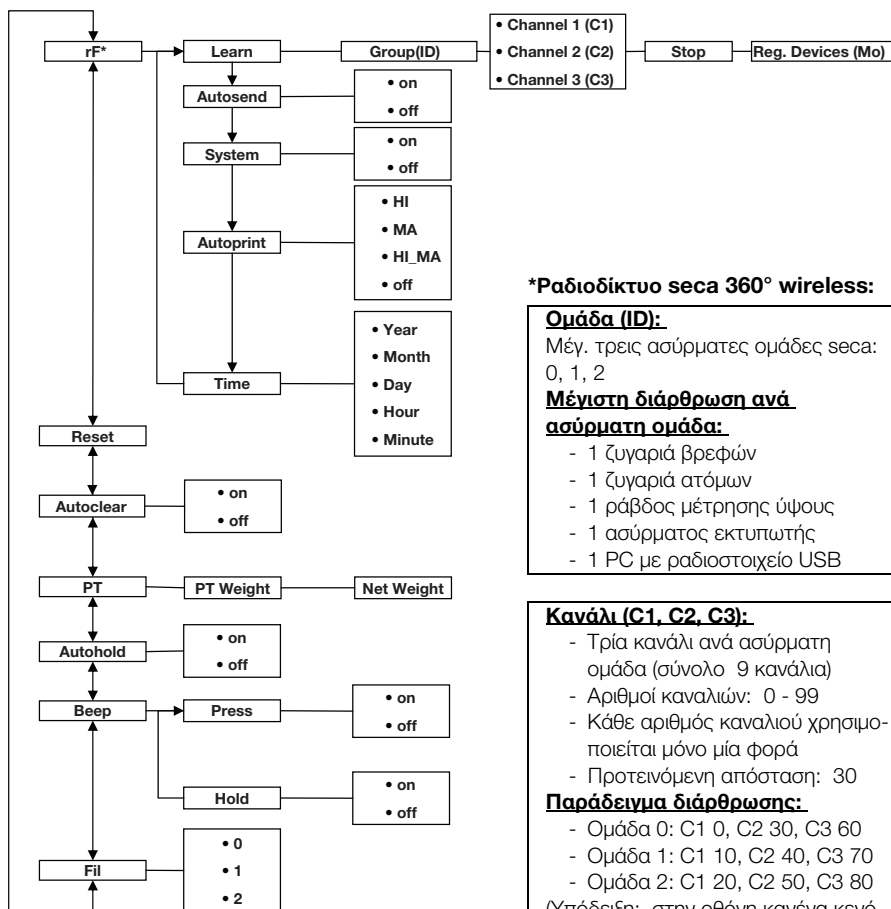 rF*
Learn
Group(ID)
• Channel 1 (C1)
• Channel 2 (C2)
• Channel 3 (C3)
Stop
Reg. Devices (Mo)
Autosend
• on
• off
System
• on
• off
Autoprint
• HI
• MA
• HI_MA
• off
Time
• Year
• Month
• Day
• Hour
• Minute
Reset
Autoclear
• on
• off
PT
PT Weight
Net Weight
Autohold
• on
• off
Beep
Press
• on
• off
Hold
• on
• off
Fil
• 0
• 1
• 2
*Ραδιοδίκτυο seca 360° wireless:
Ομάδα (ID):
Μέγ. τρεις ασύρματες ομάδες seca:
0, 1, 2
Μέγιστη διάρθρωση ανά
ασύρματη ομάδα:
- 1 ζυγαριά βρεφών
- 1 ζυγαριά ατόμων
- 1 ράβδος μέτρησης ύψους
- 1 ασύρματος εκτυπωτής
- 1 PC με ραδιοστοιχείο USB
Κανάλι (C1, C2, C3):
- Τρία κανάλι ανά ασύρματη
ομάδα (σύνολο 9 κανάλια)
- Αριθμοί καναλιών: 0 - 99
- Κάθε αριθμός καναλιού χρησιμο-
ποιείται μόνο μία φορά
- Προτεινόμενη απόσταση: 30
Παράδειγμα διάρθρωσης:
- Ομάδα 0: C1 0, C2 30, C3 60
- Ομάδα 1: C1 10, C2 40, C3 70
- Ομάδα 2: C1 20, C2 50, C3 80
(Υπόδειξη: στην οθόνη κανένα κενό